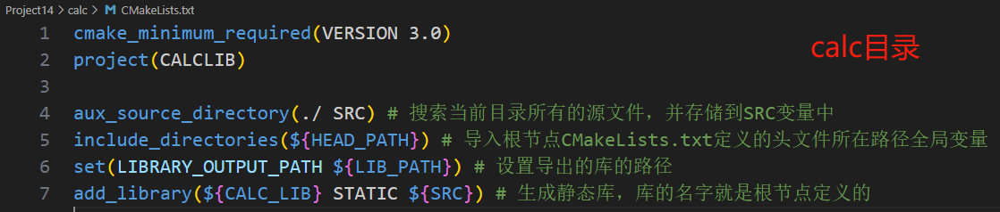 Project14 > calc > M CMakeLists.txt
1 cmake_minimum_required(VERSION 3.0)
calc目录
2 project(CALCLIB)
3
4 aux_source_directory(./ SRC) # 搜索当前目录所有的源文件，并存储到SRC变量中
5 include_directories(${HEAD_PATH}) # 导入根节点CMakeLists.txt定义的头文件所在路径全局变量
6 set(LIBRARY_OUTPUT_PATH ${LIB_PATH}) # 设置导出的库的路径
7 add_library(${CALC_LIB} STATIC ${SRC}) # 生成静态库，库的名字就是根节点定义的